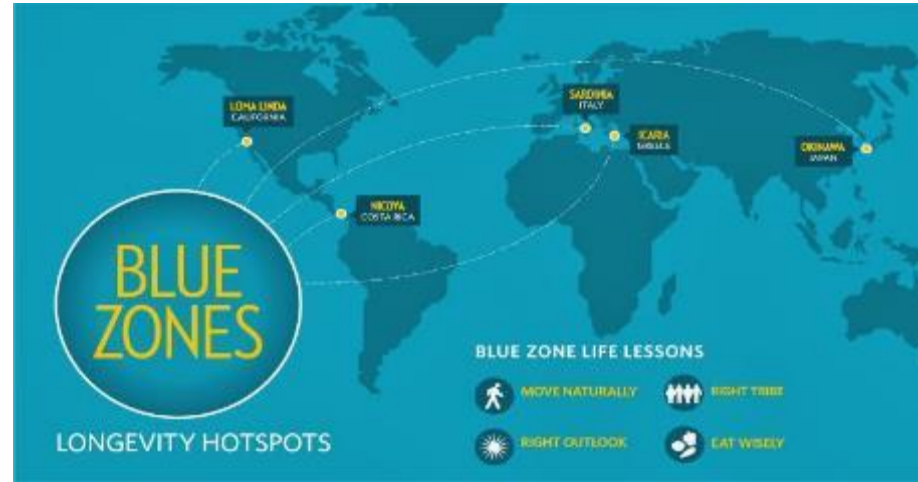 LOMA LINDA
CALIFORNIA
SARDINIA
ITALY
ICARIA
GREECE
OKINAWA
JAPAN
NICOYA
COSTA RICA
BLUE
ZONES
LONGEVITY HOTSPOTS
BLUE ZONE LIFE LESSONS
MOVE NATURALLY
RIGHT TRIBE
RIGHT OUTLOOK
EAT WISELY